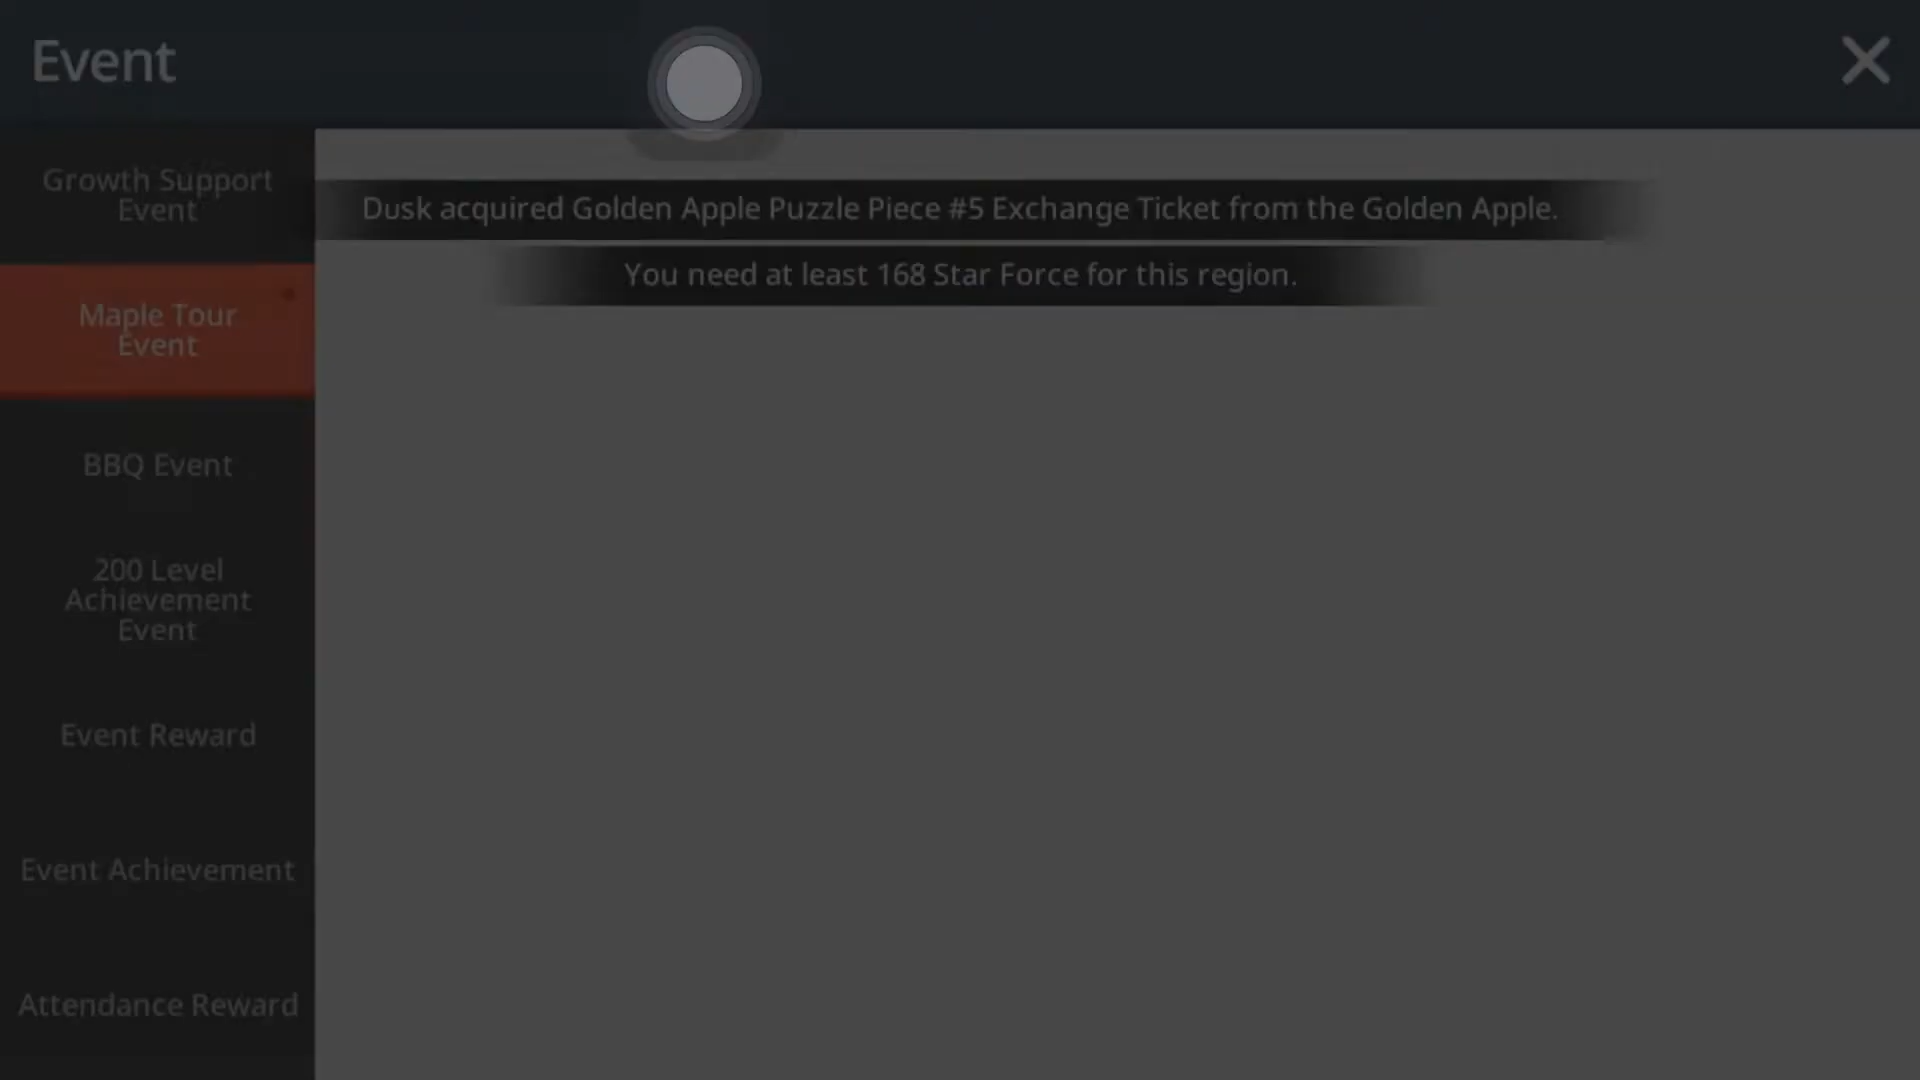 Event
Growth Support
Event
Dusk acquired Golden Apple Puzzle Piece #5 Exchange Ticket from the Golden Apple.
You need at least 168 Star Force for this region.
Maple Tour
Event
BBQ Event
200 Level
Achievement
Event
Event Reward
Event Achievement
Attendance Reward